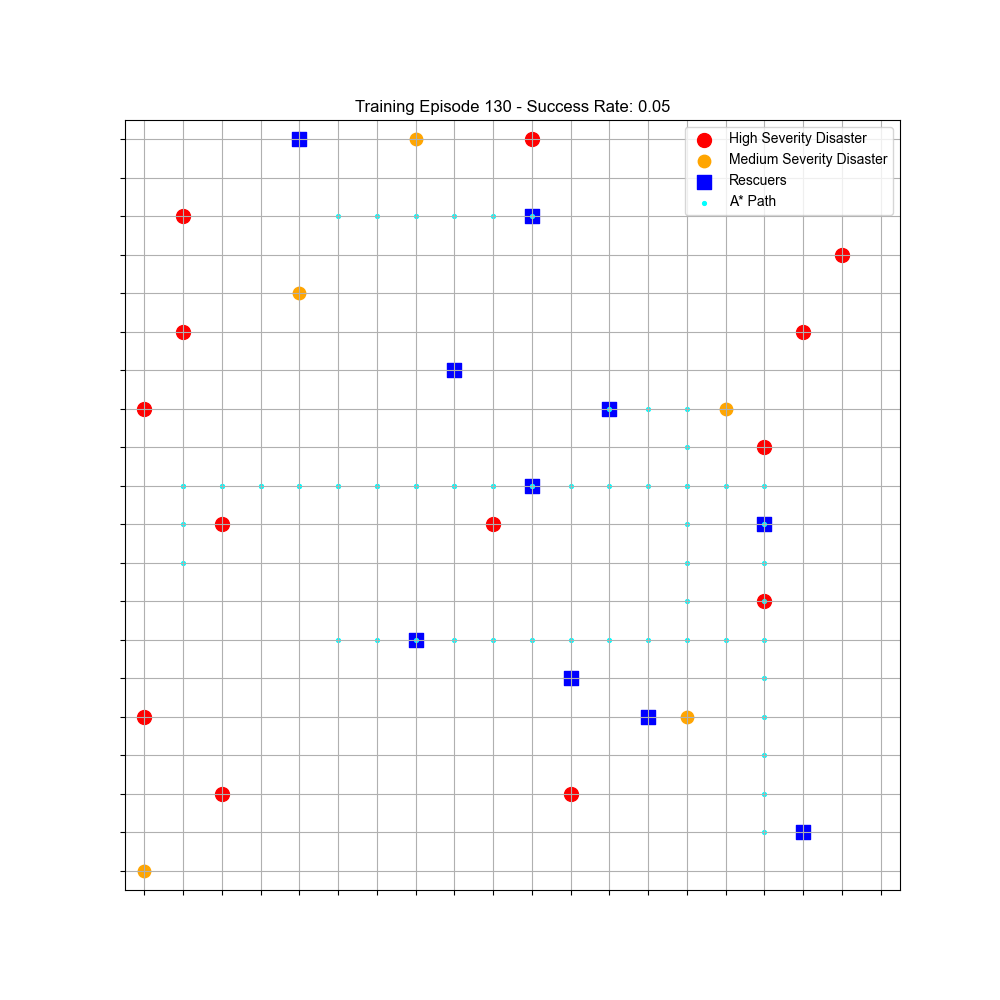 Training Episode 130 - Success Rate: 0.05
High Severity Disaster
Medium Severity Disaster
Rescuers
A* Path